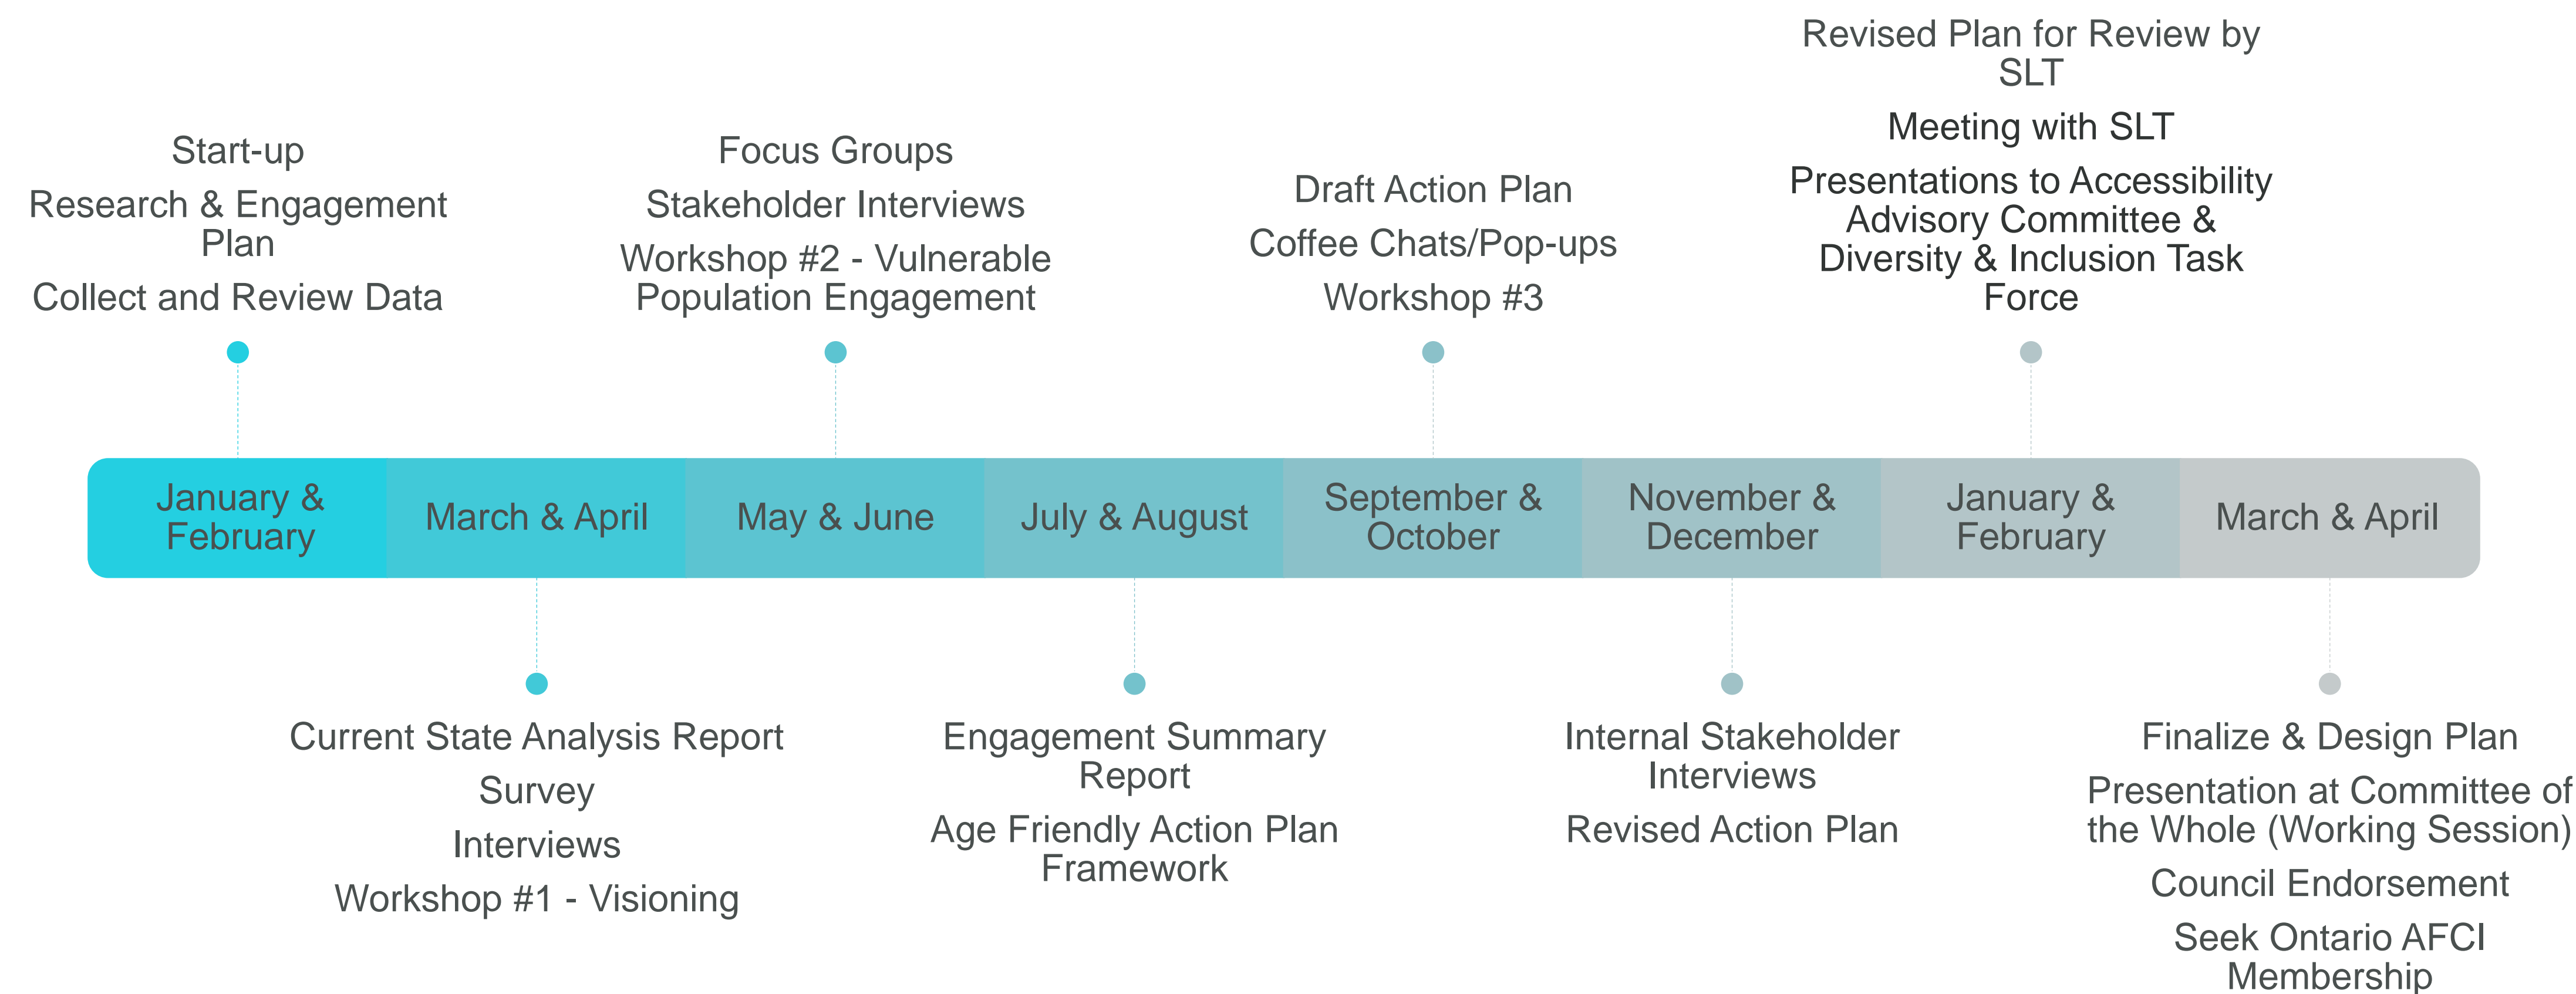 Start-up
Research & Engagement
Plan
Collect and Review Data
Focus Groups
Stakeholder Interviews
Workshop #2 - Vulnerable
Population Engagement
Draft Action Plan
Coffee Chats/Pop-ups
Workshop #3
Revised Plan for Review by
SLT
Meeting with SLT
Presentations to Accessibility
Advisory Committee &
Diversity & Inclusion Task
Force
January &
February
March & April
May & June
July & August
September &
October
November &
December
January &
February
March & April
Current State Analysis Report
Survey
Interviews
Workshop #1 - Visioning
Engagement Summary
Report
Age Friendly Action Plan
Framework
Internal Stakeholder
Interviews
Revised Action Plan
Finalize & Design Plan
Presentation at Committee of
the Whole (Working Session)
Council Endorsement
Seek Ontario AFCI
Membership